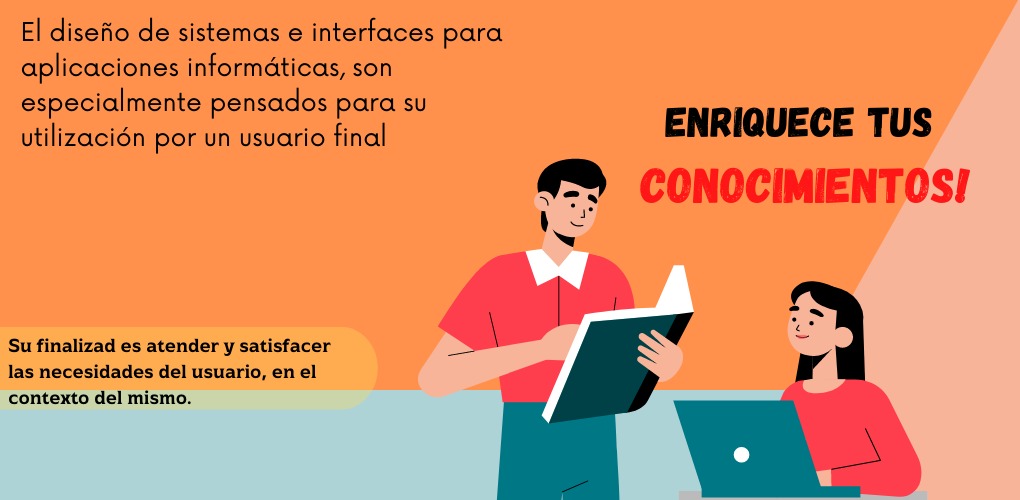 El diseño de sistemas e interfaces para
aplicaciones informáticas, son
especialmente pensados para su
utilización por un usuario final
ENRIQUECE TUS
CONOCIMIENTOS!
Su finalizad es atender y satisfacer
las necesidades del usuario, en el
contexto del mismo.